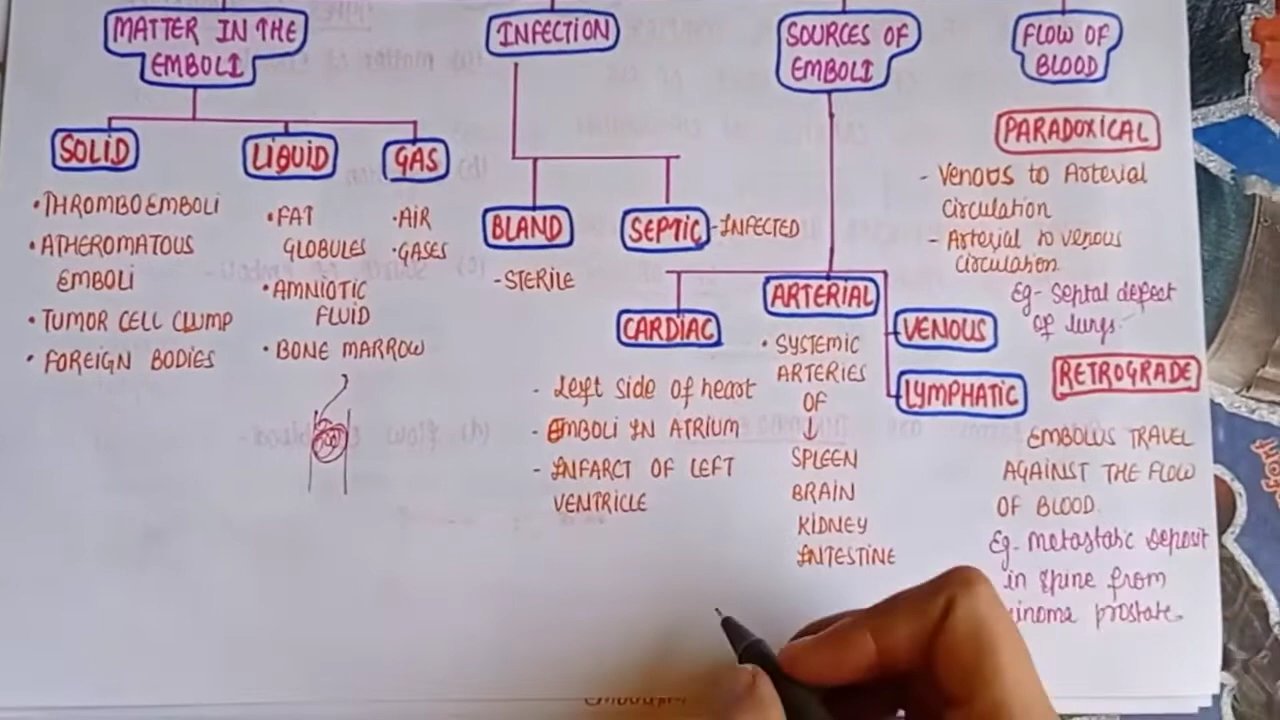 MATTER IN THE
EMBOLI
SOLID
• THROMBOEMBOLI
• ATHEROMATOUS
EMBOLI
• TUMOR CELL CLUMP
• FOREIGN BODIES
LIQUID
• FAT
GLOBULES
• AMNIOTIC
FLUID
• BONE MARROW
GAS
• AIR
• GASES
INFECTION
BLAND
- STERILE
SEPTIC - INFECTED
SOURCES OF
EMBOLI
CARDIAC
- Left side of heart
- EMBOLI IN ATRIUM
- INFARCT OF LEFT
VENTRICLE
ARTERIAL
• SYSTEMIC
ARTERIES
OF
↓
SPLEEN
BRAIN
KIDNEY
INTESTINE
VENOUS
LYMPHATIC
FLOW OF
BLOOD
PARADOXICAL
- Venous to Arterial
circulation
- Arterial to venous
circulation
Eg- Septal defect
of lungs.
RETROGRADE
EMBOLUS TRAVEL
AGAINST THE FLOW
OF BLOOD.
Eg- metastatic deposit
in spine from
inoma prostate.